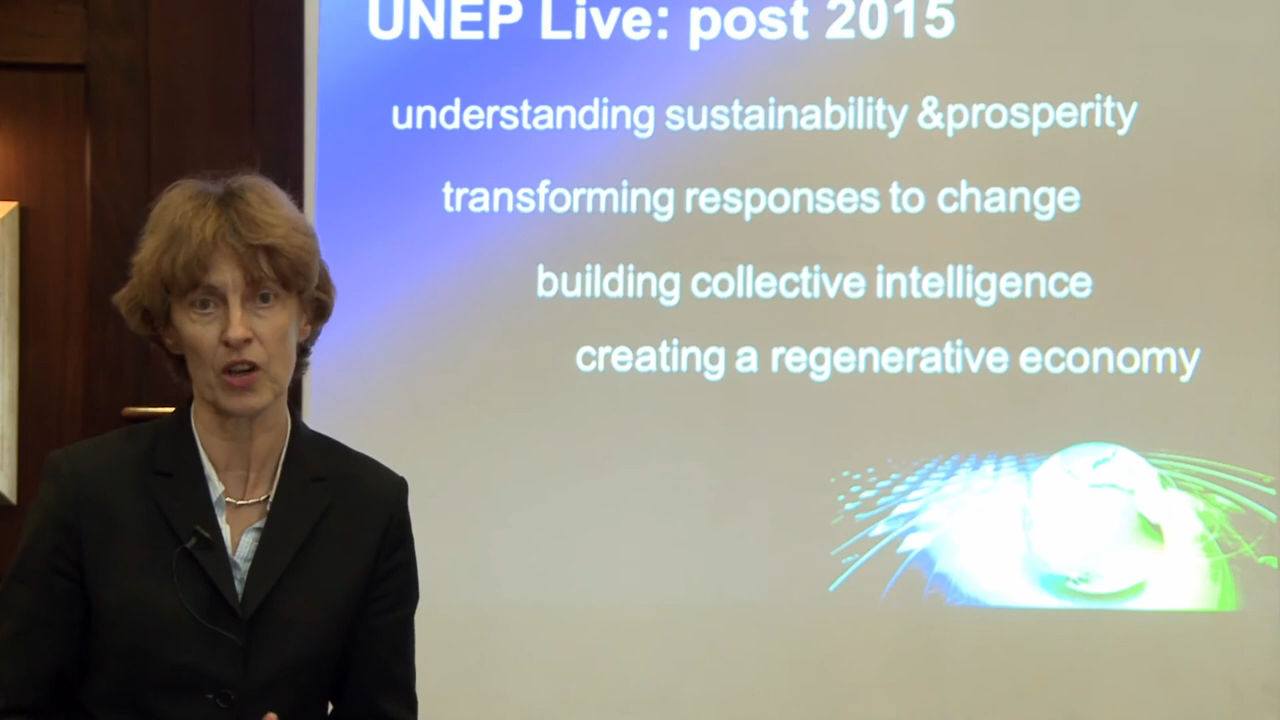 UNEP Live: post 2015
understanding sustainability &prosperity
transforming responses to change
building collective intelligence
creating a regenerative economy